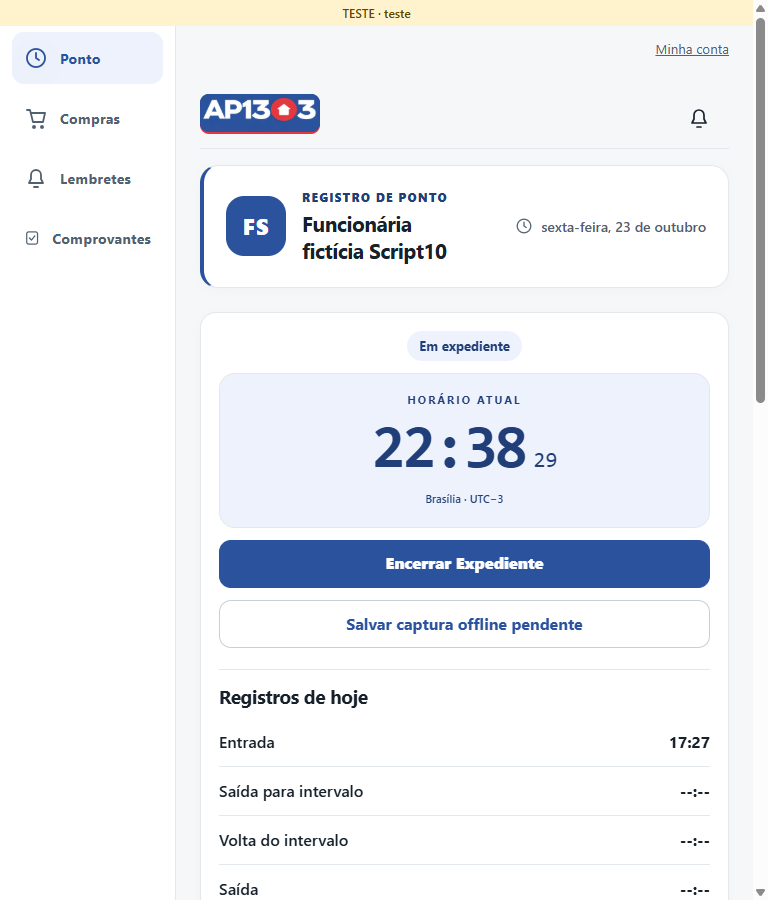 TESTE · teste
Ponto
Compras
Lembretes
Comprovantes
Minha conta
AP1303
REGISTRO DE PONTO
FS
Funcionária
fictícia Script10
sexta-feira, 23 de outubro
Em expediente
HORÁRIO ATUAL
22:38 29
Brasília · UTC−3
Encerrar Expediente
Salvar captura offline pendente
Registros de hoje
Entrada 17:27
Saída para intervalo --:--
Volta do intervalo --:--
Saída --:--